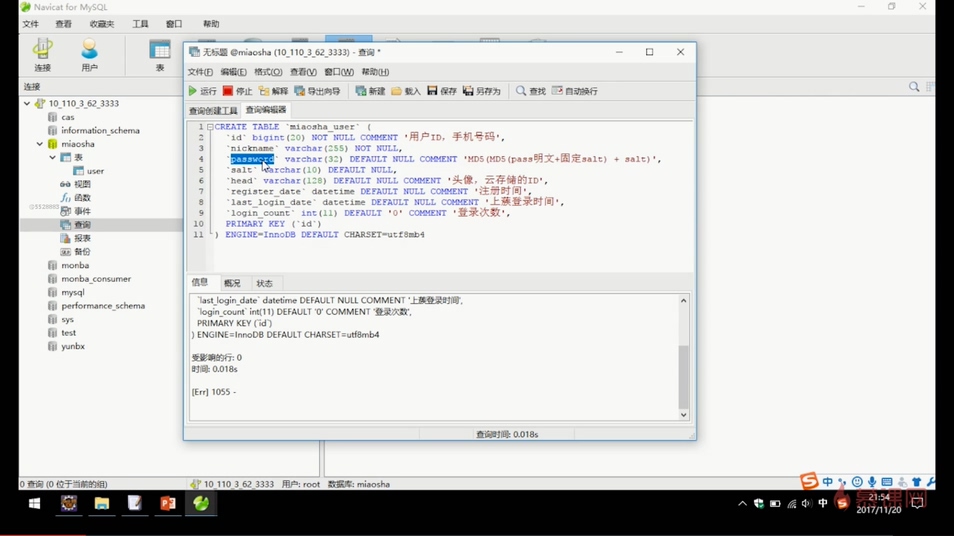 Navicat for MySQL
文件 查看 收藏夹 工具 窗口 帮助
连接 用户 表
连接
10_110_3_62_3333
cas
information_schema
miaosha
表
user
视图
函数
事件
查询
报表
备份
monba
monba_consumer
mysql
performance_schema
sys
test
yunbx
无标题 @miaosha (10_110_3_62_3333) - 查询 *
文件(F) 编辑(E) 格式(O) 查看(V) 窗口(W) 帮助(H)
运行 停止 解释 导出向导 新建 载入 保存 另存为 查找 自动换行
查询创建工具 查询编辑器
1 CREATE TABLE `miaosha_user` (
2 `id` bigint(20) NOT NULL COMMENT '用户ID，手机号码',
3 `nickname` varchar(255) NOT NULL,
4 `password` varchar(32) DEFAULT NULL COMMENT 'MD5(MD5(pass明文+固定salt) + salt)',
5 `salt` varchar(10) DEFAULT NULL,
6 `head` varchar(128) DEFAULT NULL COMMENT '头像，云存储的ID',
7 `register_date` datetime DEFAULT NULL COMMENT '注册时间',
8 `last_login_date` datetime DEFAULT NULL COMMENT '上蔟登录时间',
9 `login_count` int(11) DEFAULT '0' COMMENT '登录次数',
10 PRIMARY KEY (`id`)
11 ) ENGINE=InnoDB DEFAULT CHARSET=utf8mb4
信息 概况 状态
`last_login_date` datetime DEFAULT NULL COMMENT '上蔟登录时间',
`login_count` int(11) DEFAULT '0' COMMENT '登录次数',
PRIMARY KEY (`id`)
) ENGINE=InnoDB DEFAULT CHARSET=utf8mb4
受影响的行: 0
时间: 0.018s
[Err] 1055 -
查询时间: 0.018s
0 查询 (0 位于当前的组) 10_110_3_62_3333 用户: root 数据库: miaosha
中
中 21:54
2017/11/20
慕课网